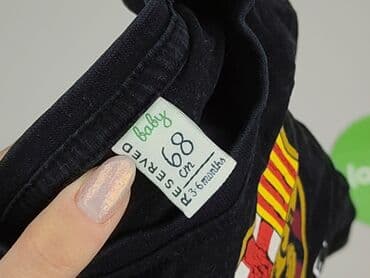 baby
RESERVED
68
cm
3-6 months